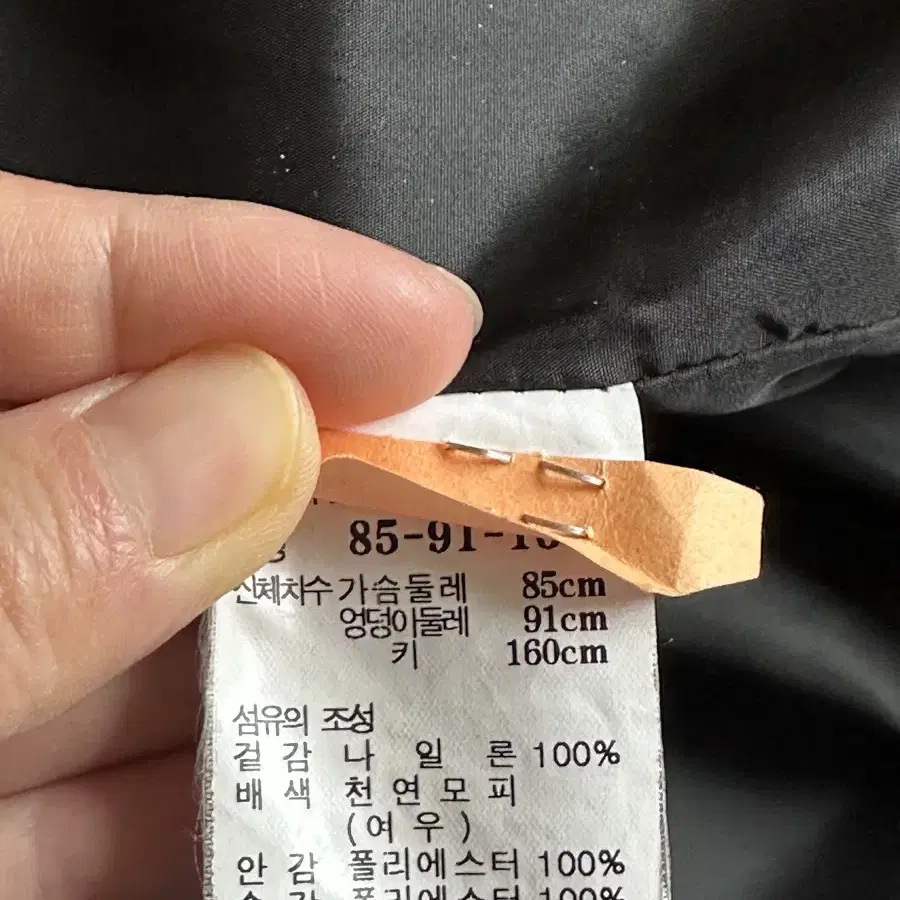 85-91-1
신체치수 가슴둘레 85cm
엉덩이둘레 91cm
키 160cm
섬유의 조성
겉감 나일론 100%
배색 천연모피
(여우)
안감 폴리에스터 100%